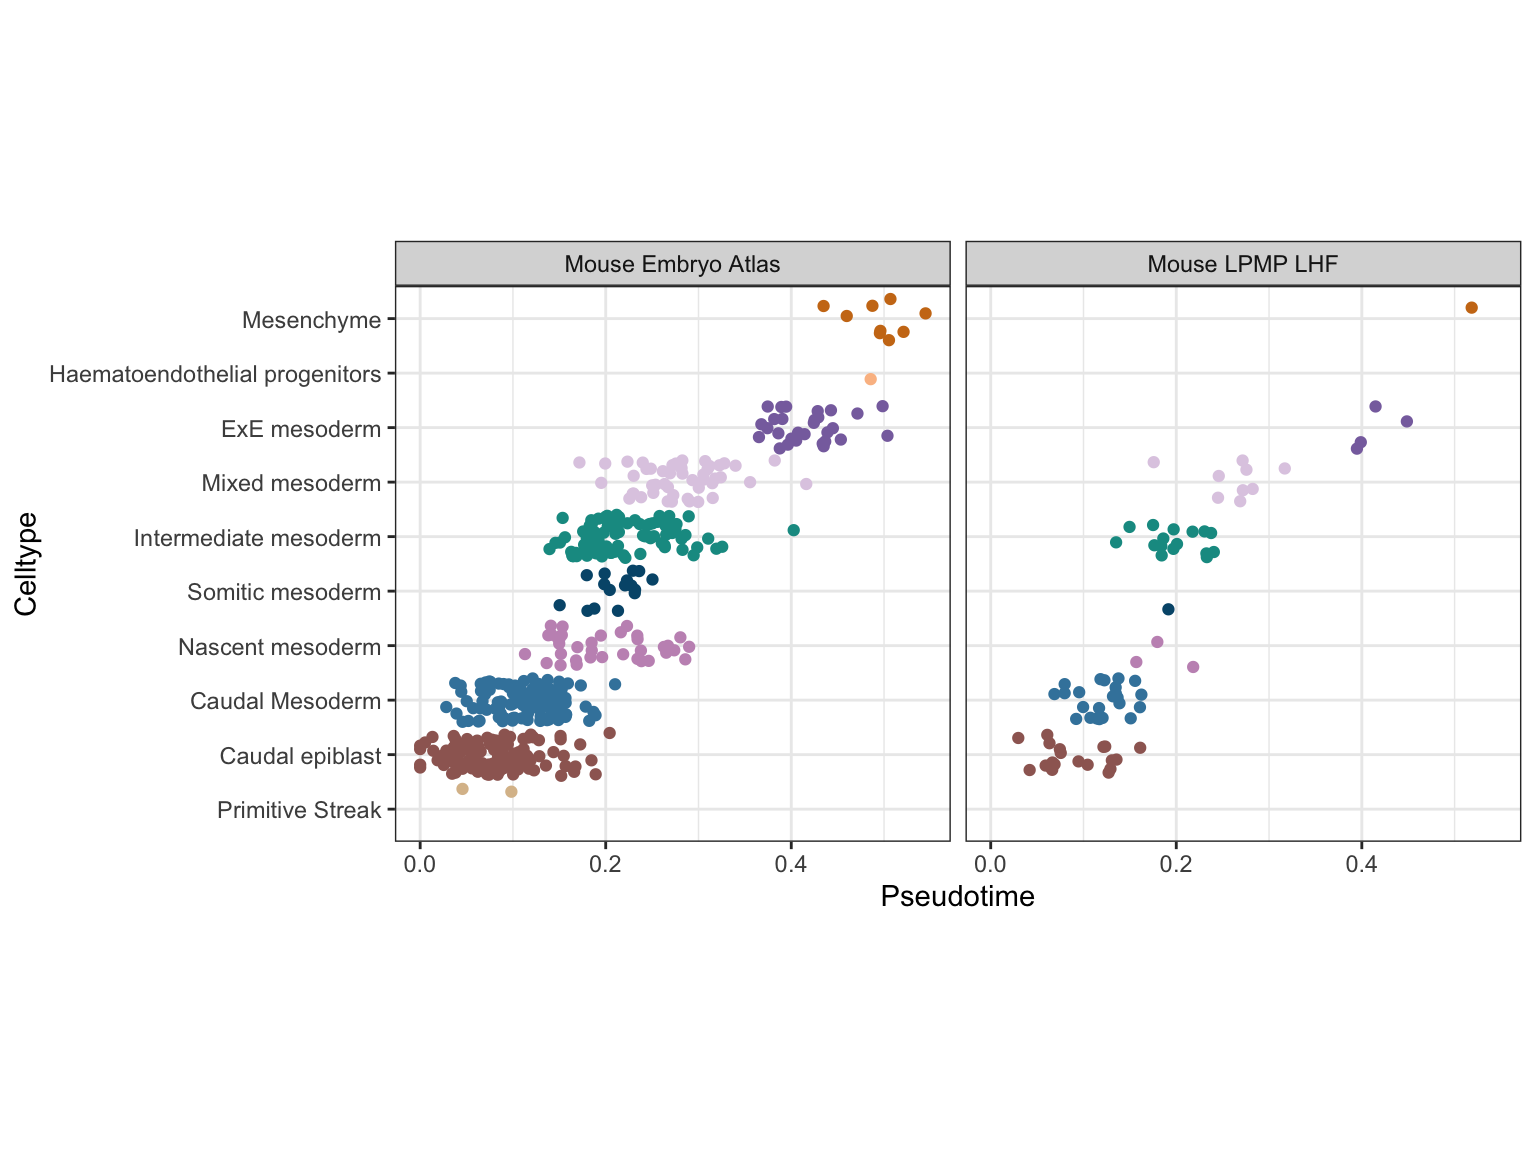 Mouse Embryo Atlas
Mouse LPMP LHF
Celltype
Mesenchyme
Haematoendothelial progenitors
ExE mesoderm
Mixed mesoderm
Intermediate mesoderm
Somitic mesoderm
Nascent mesoderm
Caudal Mesoderm
Caudal epiblast
Primitive Streak
0.0 0.2 0.4
0.0 0.2 0.4
Pseudotime